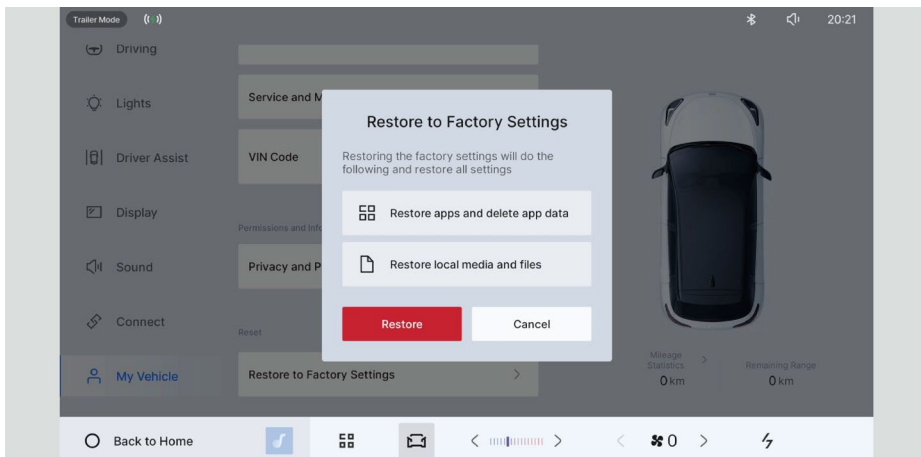 Trailer Mode
20:21
Driving
Lights
Driver Assist
Display
Sound
Connect
My Vehicle
Service and M
VIN Code
Permissions and Info
Privacy and P
Reset
Restore to Factory Settings
Restore to Factory Settings
Restoring the factory settings will do the
following and restore all settings
Restore apps and delete app data
Restore local media and files
Restore
Cancel
Mileage
Statistics
0 km
Remaining Range
0 km
Back to Home
0